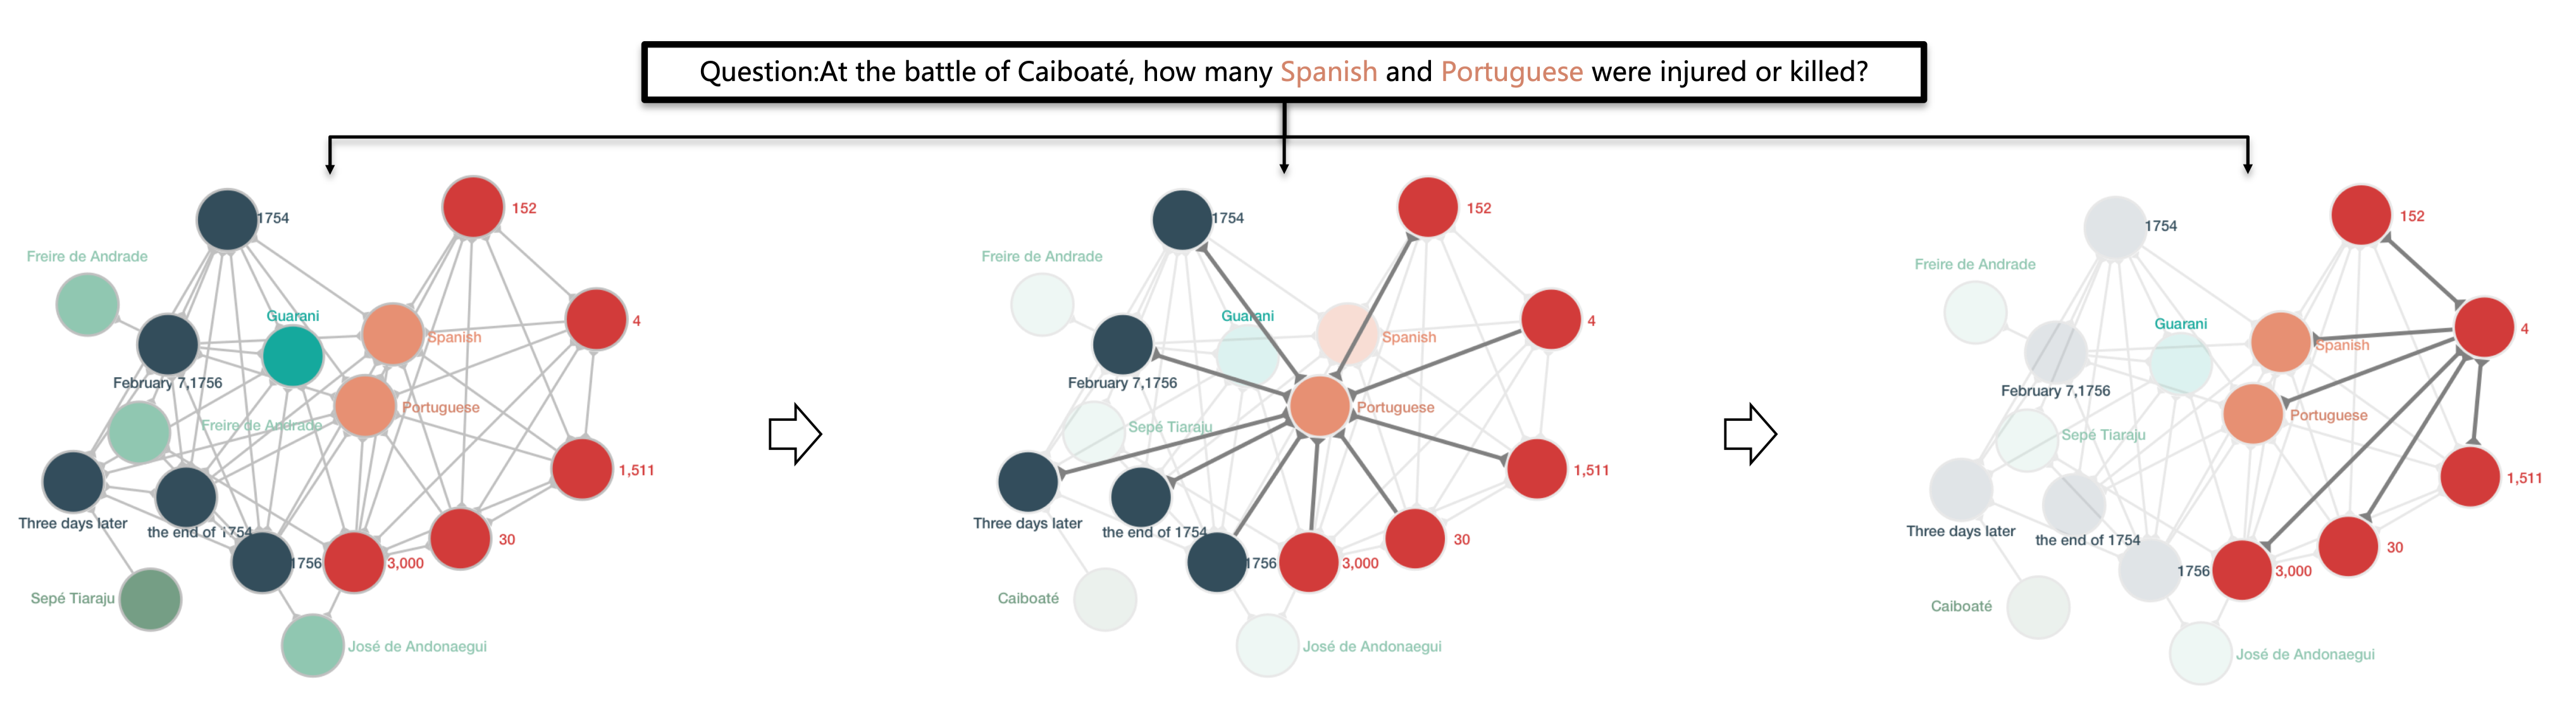 Question:At the battle of Caiboaté, how many Spanish and Portuguese were injured or killed?
1754
152
Freire de Andrade
Guarani
4
Spanish
February 7,1756
Portuguese
Freire de Andrade
1,511
Three days later
the end of 1754
30
1756
3,000
Sepé Tiaraju
José de Andonaegui
1754
152
Freire de Andrade
Guarani
4
Spanish
February 7,1756
Portuguese
Sepé Tiaraju
1,511
Three days later
the end of 1754
30
1756
3,000
Caiboaté
José de Andonaegui
1754
152
Freire de Andrade
Guarani
4
Spanish
February 7,1756
Portuguese
Sepé Tiaraju
1,511
Three days later
the end of 1754
30
1756
3,000
Caiboaté
José de Andonaegui